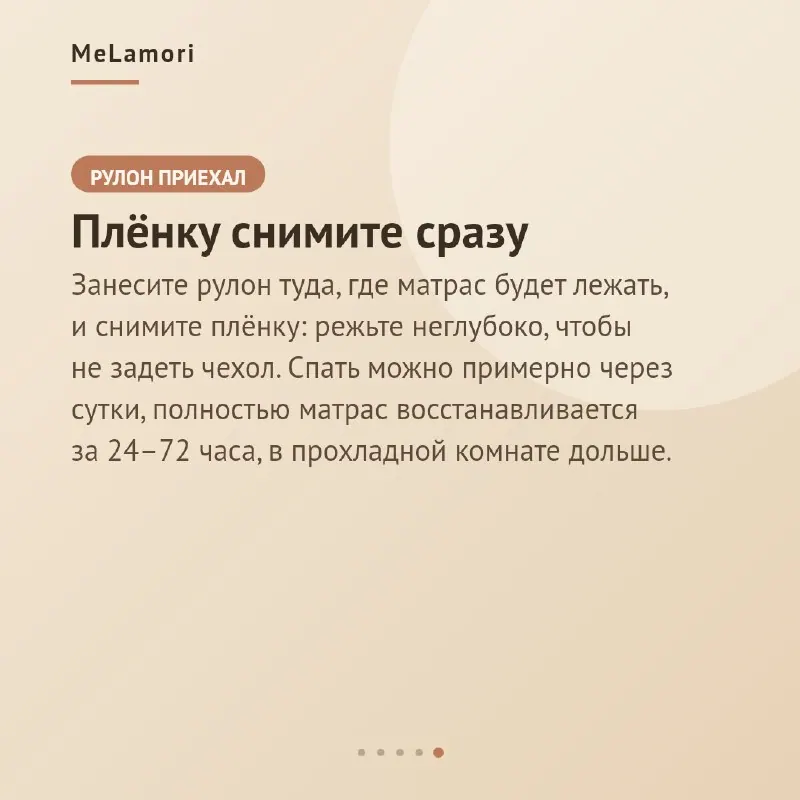 MeLamori
РУЛОН ПРИЕХАЛ
Плёнку снимите сразу
Занесите рулон туда, где матрас будет лежать,
и снимите плёнку: режьте неглубоко, чтобы
не задеть чехол. Спать можно примерно через
сутки, полностью матрас восстанавливается
за 24–72 часа, в прохладной комнате дольше.